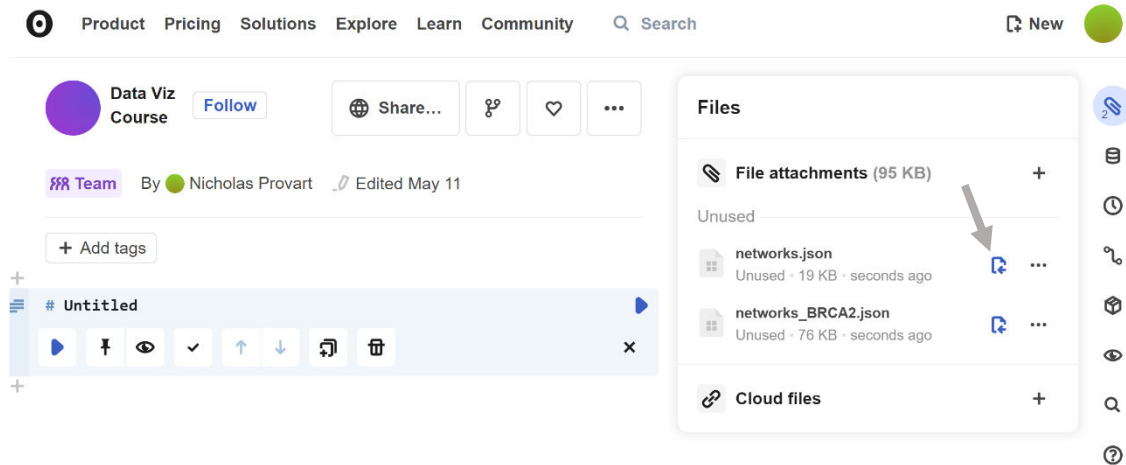 Product Pricing Solutions Explore Learn Community Search New
Data Viz
Course
Follow
Share...
Team By Nicholas Provart Edited May 11
+ Add tags
# Untitled
Files
File attachments (95 KB)
Unused
networks.json
Unused · 19 KB · seconds ago
networks_BRCA2.json
Unused · 76 KB · seconds ago
Cloud files
2